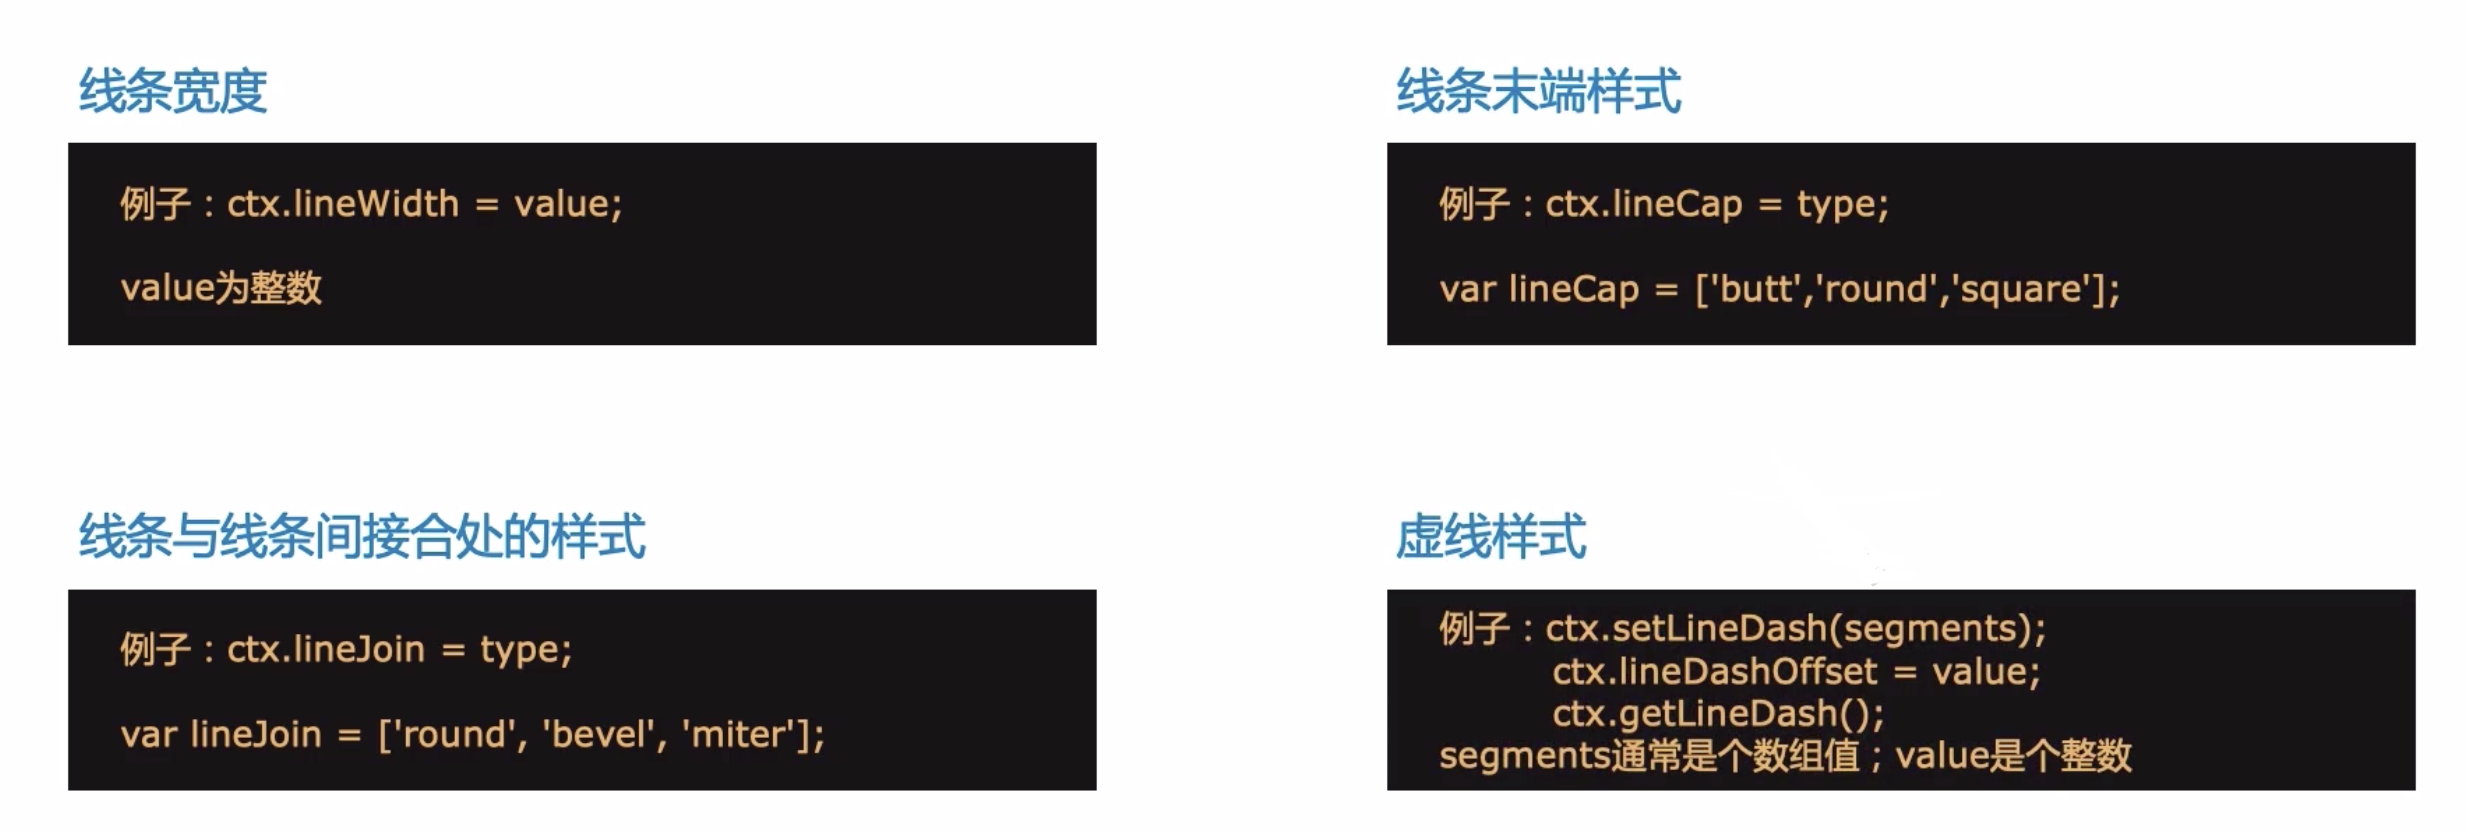 线条宽度
例子：ctx.lineWidth = value;
value为整数
线条末端样式
例子：ctx.lineCap = type;
var lineCap = ['butt','round','square'];
线条与线条间接合处的样式
例子：ctx.lineJoin = type;
var lineJoin = ['round', 'bevel', 'miter'];
虚线样式
例子：ctx.setLineDash(segments);
ctx.lineDashOffset = value;
ctx.getLineDash();
segments通常是个数组值；value是个整数